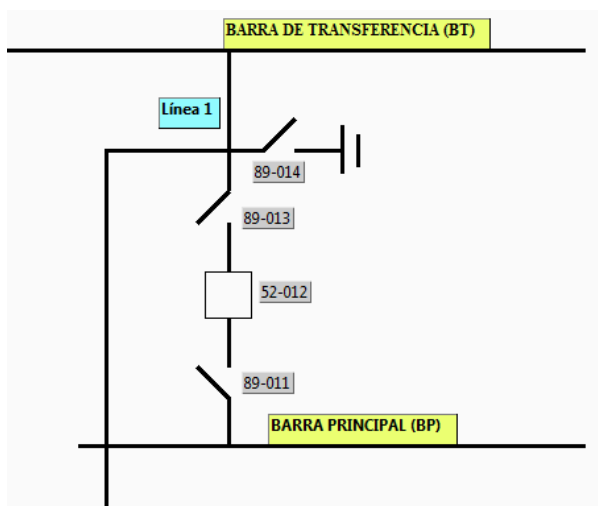 BARRA DE TRANSFERENCIA (BT)
Línea 1
89-014
89-013
52-012
89-011
BARRA PRINCIPAL (BP)